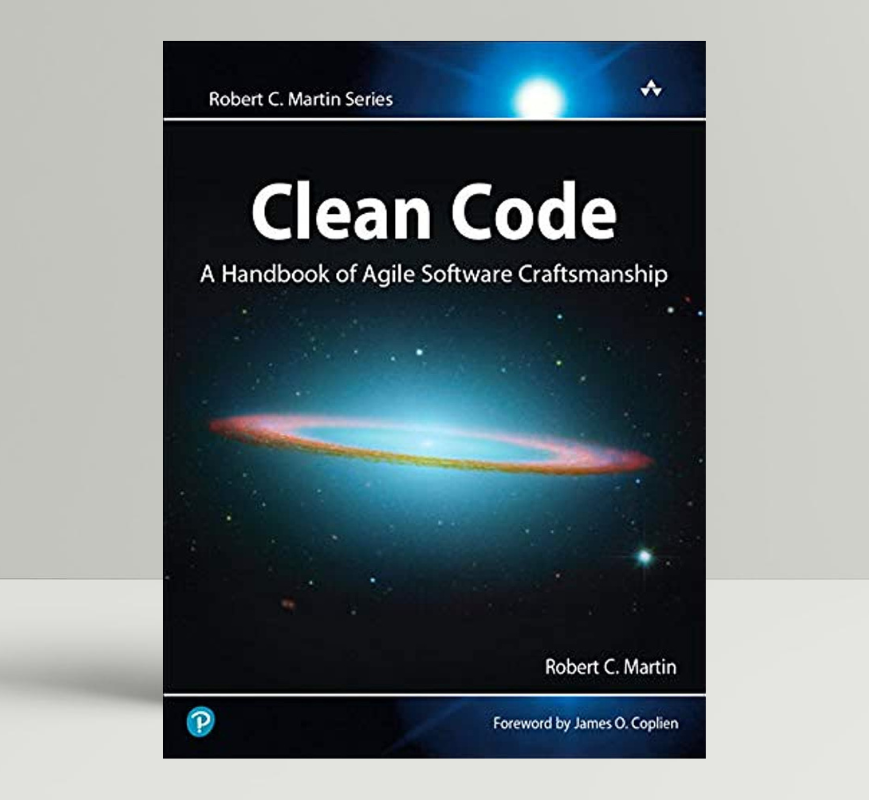 Robert C. Martin Series
Clean Code
A Handbook of Agile Software Craftsmanship
Robert C. Martin
P
Foreword by James O. Coplien